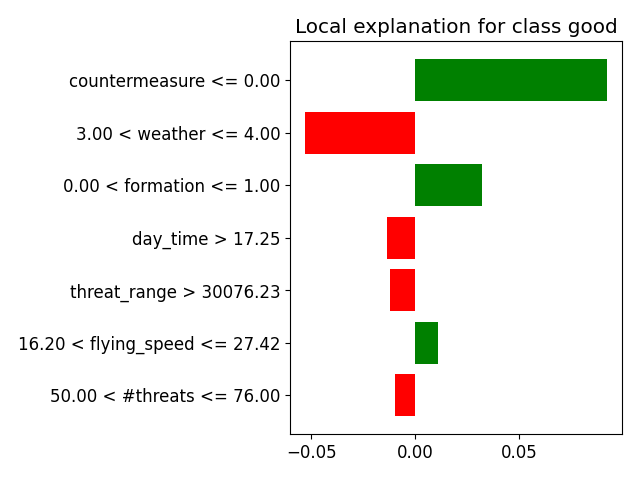 Local explanation for class good
countermeasure <= 0.00
3.00 < weather <= 4.00
0.00 < formation <= 1.00
day_time > 17.25
threat_range > 30076.23
16.20 < flying_speed <= 27.42
50.00 < #threats <= 76.00
−0.05 0.00 0.05